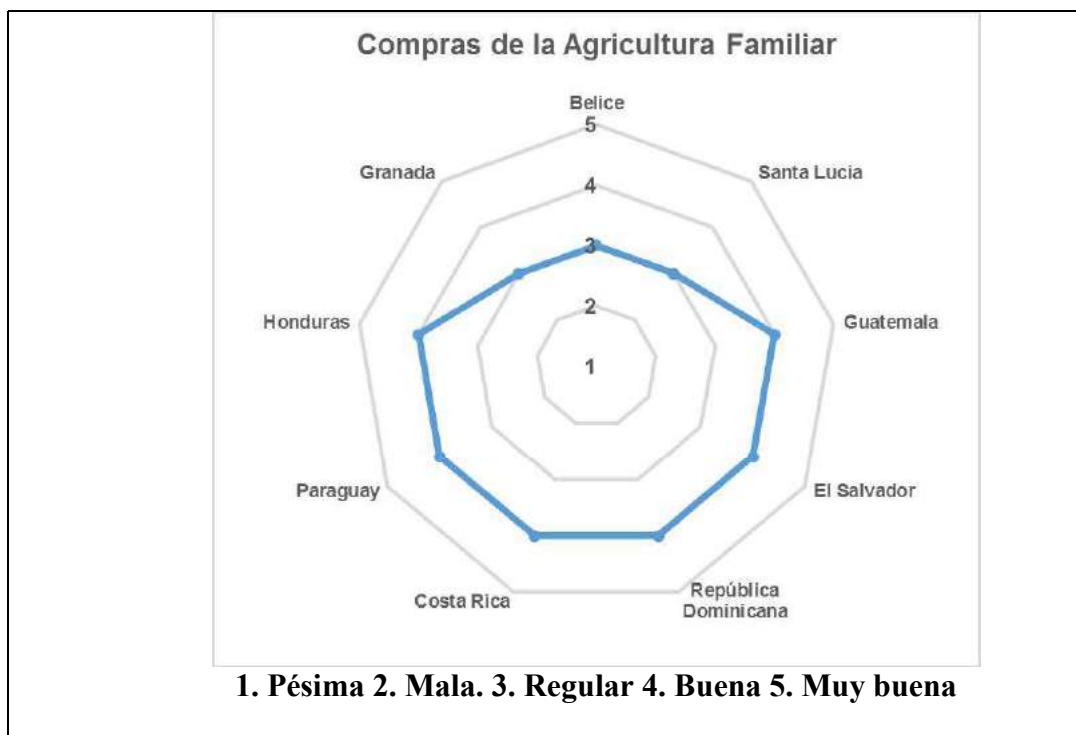 Compras de la Agricultura Familiar
Belice
5
Granada
Santa Lucia
4
3
Honduras
Guatemala
2
1
Paraguay
El Salvador
Costa Rica
República
Dominicana
1. Pésima 2. Mala. 3. Regular 4. Buena 5. Muy buena